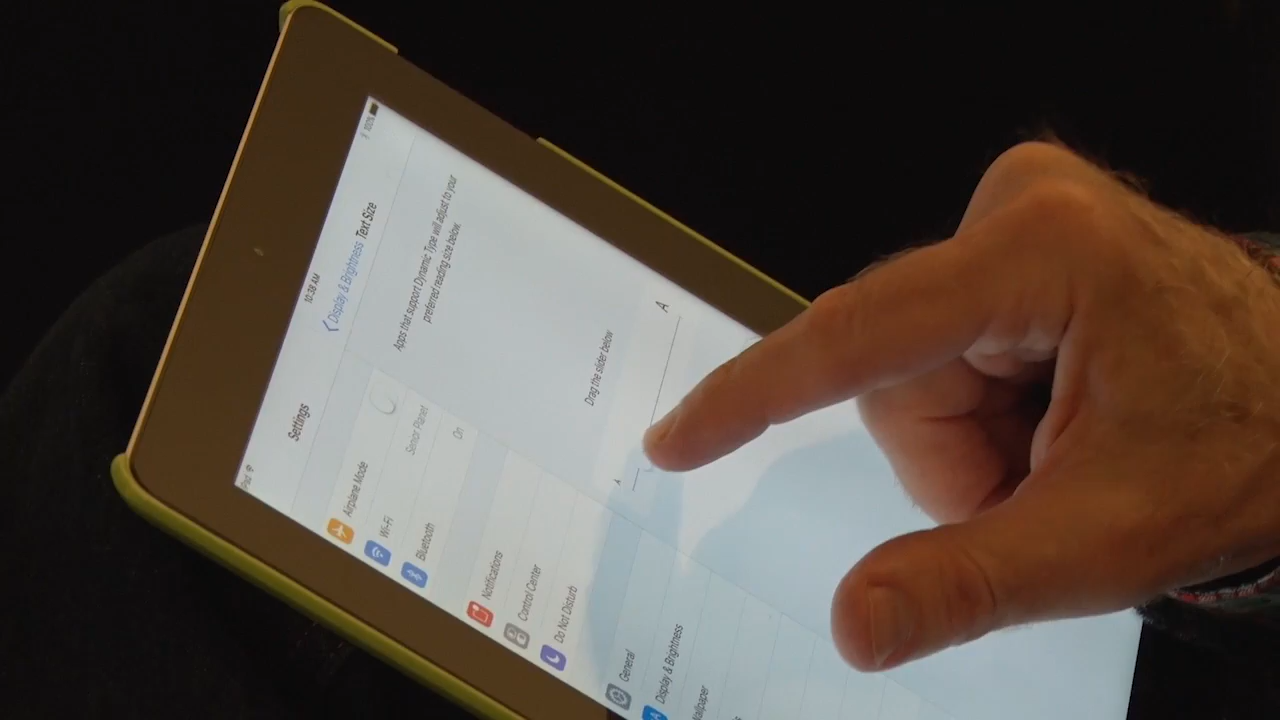 iPad
10:38 AM
100%
Settings
Display & Brightness
Text Size
Airplane Mode
Wi-Fi
Sensor Planet
Bluetooth
On
Notifications
Control Center
Do Not Disturb
General
Display & Brightness
Wallpaper
Apps that support Dynamic Type will adjust to your
preferred reading size below.
Drag the slider below
A
A